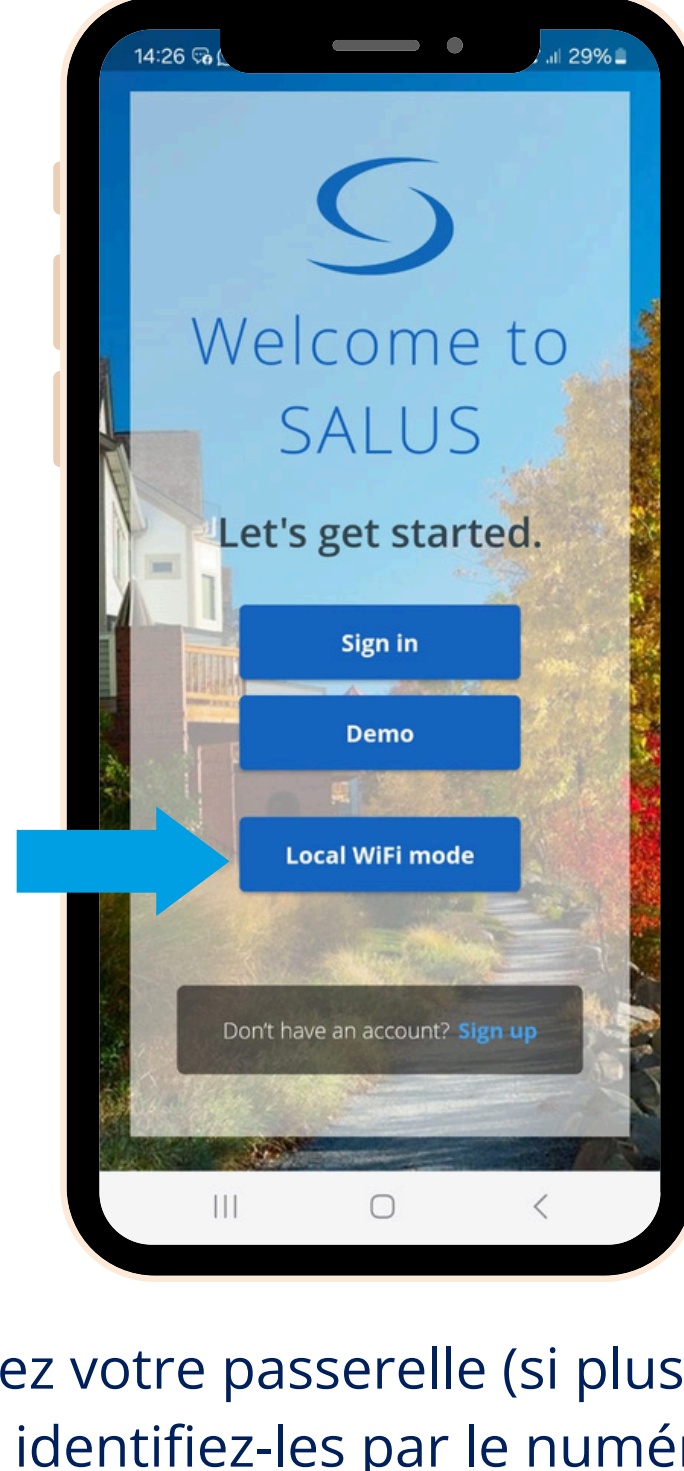 14:26 29%
Welcome to
SALUS
Let's get started.
Sign in
Demo
Local WiFi mode
Don't have an account? Sign up
ez votre passerelle (si plus
identifiez-les par le numér